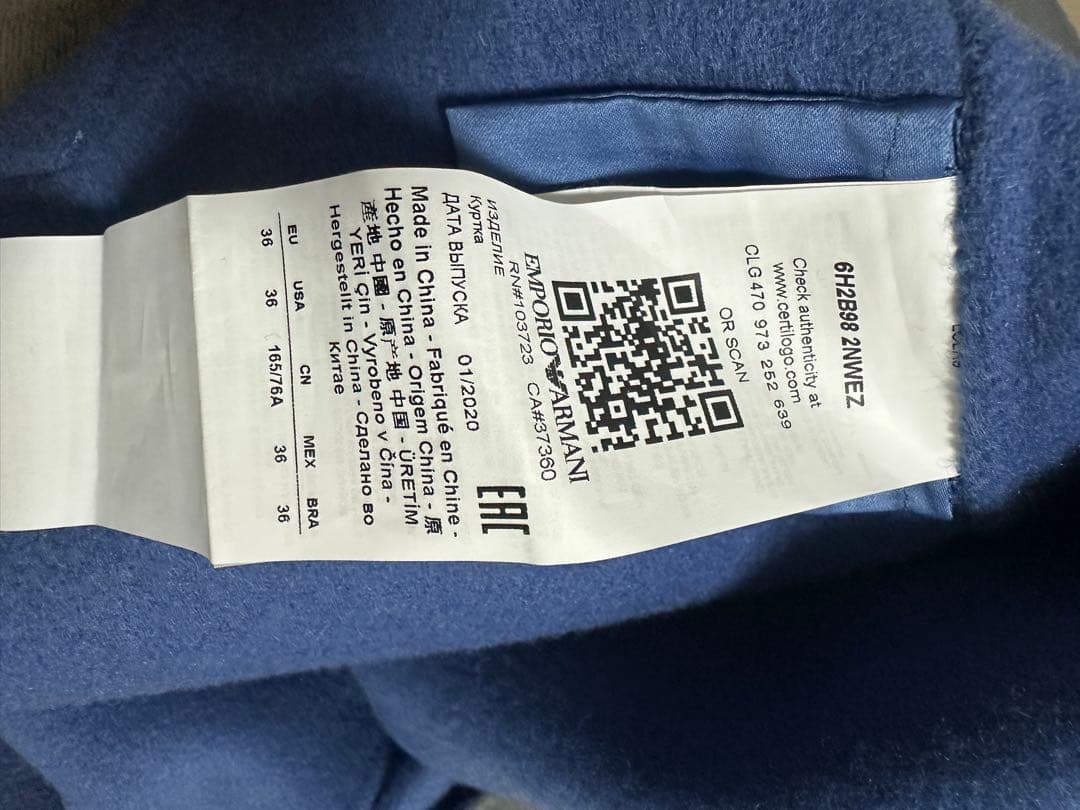 6H2B98 2NWEZ
Check authenticity at
www.certilogo.com
CLG 470 973 252 639
OR SCAN
EMPORIO ARMANI
RN#103723 CA#37360
ИЗДЕЛИЕ
Куртка
EAC
ДАТА ВЫПУСКА 01/2020
Made in China - Fabriqué en Chine -
Hecho en China - Origem China - 原
産地 中國 - 原产地 中国 - ÜRETİM
YERİ Çin - Vyrobeno v Čína -
Hergestellt in China - Сделано во
Китае
EU USA CN MEX BRA
36 36 165/76A 36 36